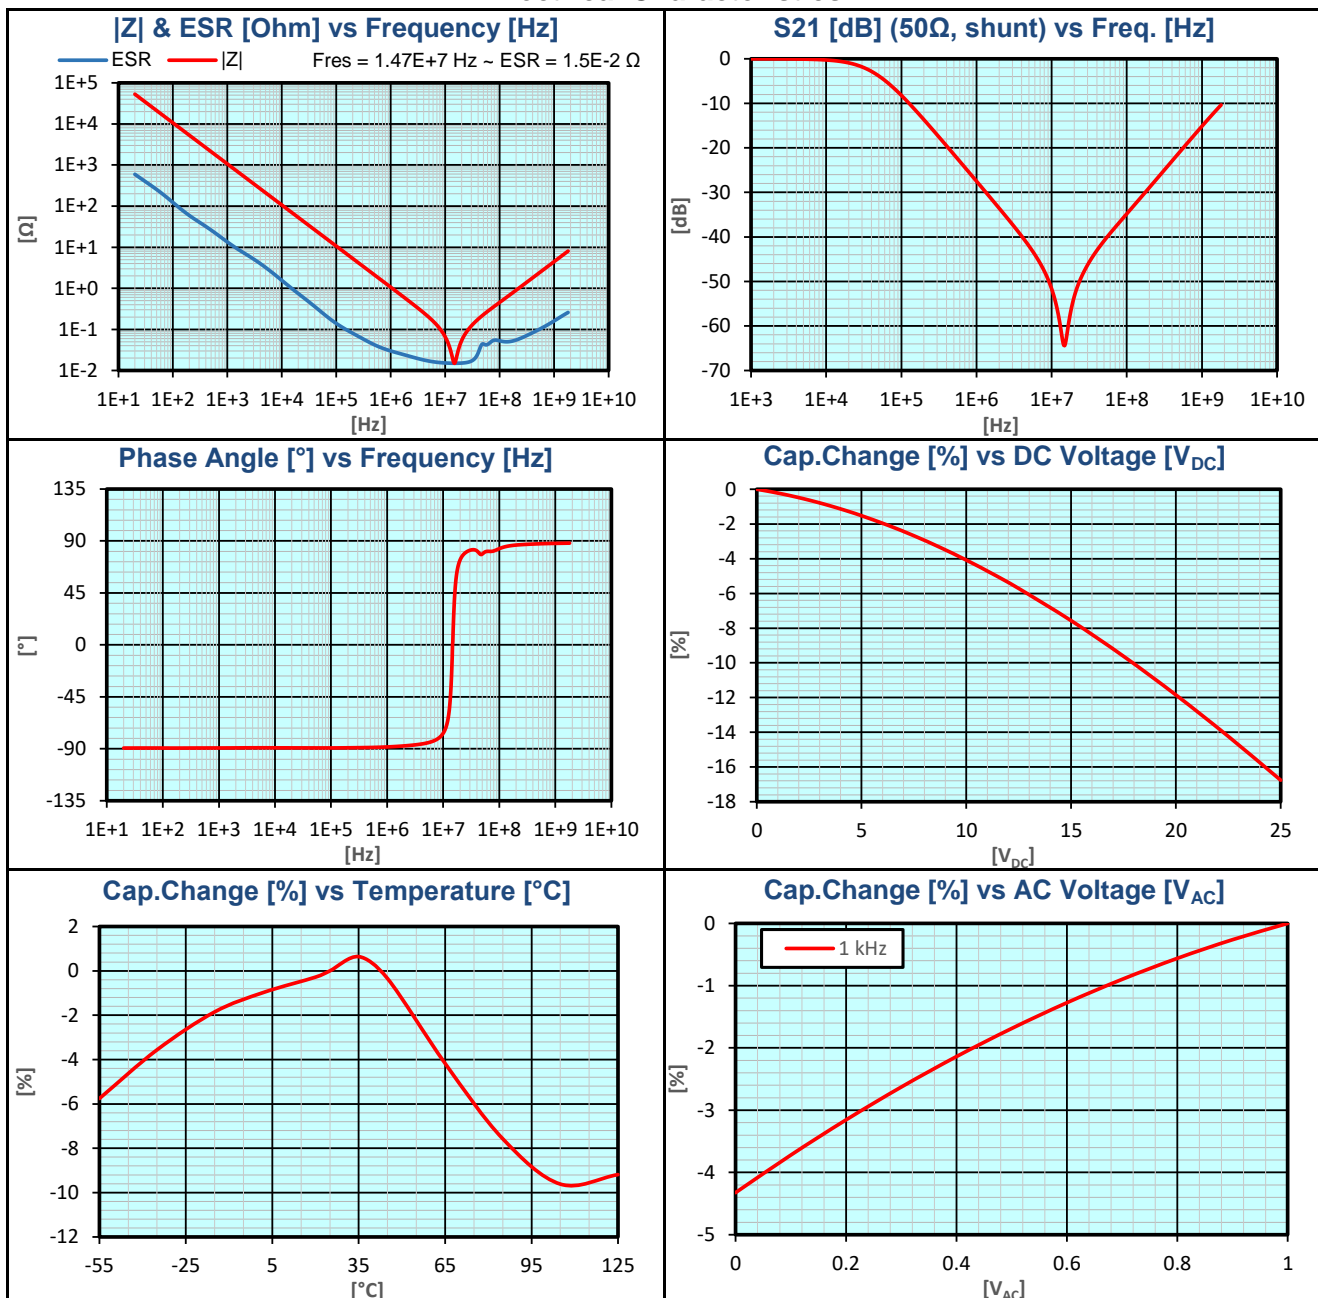 |Z| & ESR [Ohm] vs Frequency [Hz]
ESR |Z| Fres = 1.47E+7 Hz ~ ESR = 1.5E-2 Ω
1E+5
1E+4
1E+3
1E+2
1E+1
1E+0
1E-1
1E-2
[Ω]
1E+1 1E+2 1E+3 1E+4 1E+5 1E+6 1E+7 1E+8 1E+9 1E+10
[Hz]
S21 [dB] (50Ω, shunt) vs Freq. [Hz]
0
-10
-20
-30
-40
-50
-60
-70
[dB]
1E+3 1E+4 1E+5 1E+6 1E+7 1E+8 1E+9 1E+10
[Hz]
Phase Angle [°] vs Frequency [Hz]
135
90
45
0
-45
-90
-135
[°]
1E+1 1E+2 1E+3 1E+4 1E+5 1E+6 1E+7 1E+8 1E+9 1E+10
[Hz]
Cap.Change [%] vs DC Voltage [VDC]
0
-2
-4
-6
-8
-10
-12
-14
-16
-18
[%]
0 5 10 15 20 25
[VDC]
Cap.Change [%] vs Temperature [°C]
2
0
-2
-4
-6
-8
-10
-12
[%]
-55 -25 5 35 65 95 125
[°C]
Cap.Change [%] vs AC Voltage [VAC]
1 kHz
0
-1
-2
-3
-4
-5
[%]
0 0.2 0.4 0.6 0.8 1
[VAC]